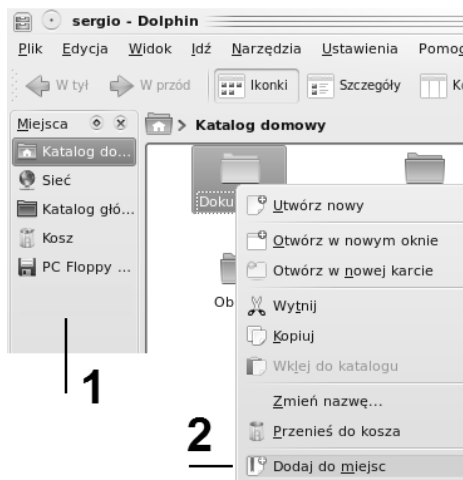 sergio - Dolphin
Plik Edycja Widok Idź Narzędzia Ustawienia Pomoc
W tył W przód Ikonki Szczegóły
Miejsca
Katalog domowy
Katalog do...
Sieć
Katalog głó...
Kosz
PC Floppy ...
Doku
Ob
Utwórz nowy
Otwórz w nowym oknie
Otwórz w nowej karcie
Wytnij
Kopiuj
Wklej do katalogu
Zmień nazwę...
Przenieś do kosza
Dodaj do miejsc
1
2